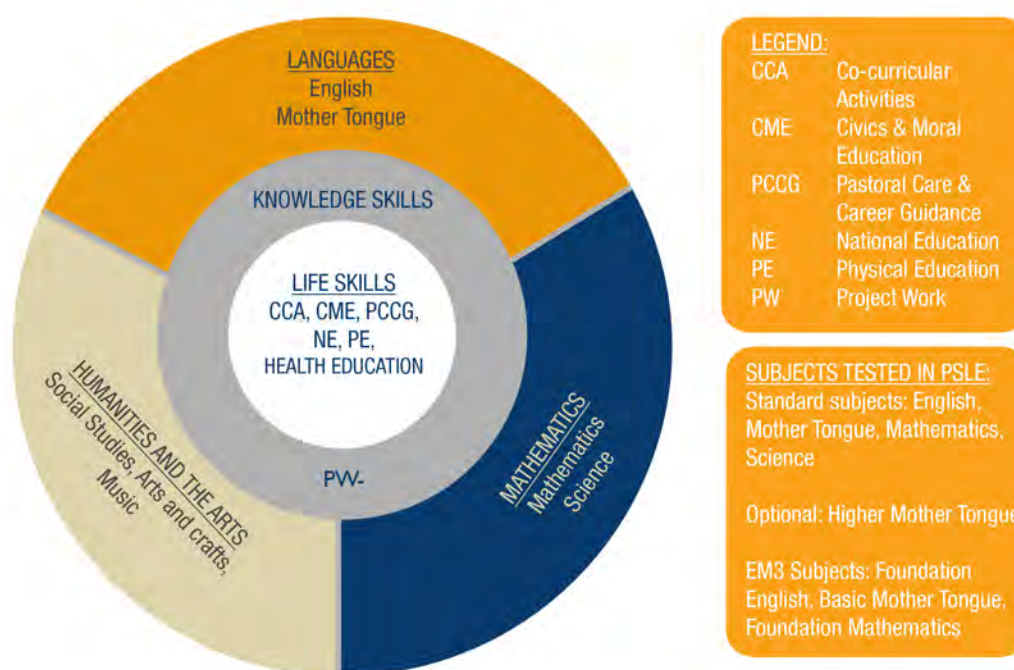 LANGUAGES
English
Mother Tongue
KNOWLEDGE SKILLS
LIFE SKILLS
CCA, CME, PCCG,
NE, PE,
HEALTH EDUCATION
PW-
HUMANITIES AND THE ARTS
Social Studies, Arts and crafts,
Music
MATHEMATICS
Mathematics
Science
LEGEND:
CCA Co-curricular
Activities
CME Civics & Moral
Education
PCCG Pastoral Care &
Career Guidance
NE National Education
PE Physical Education
PW Project Work
SUBJECTS TESTED IN PSLE:
Standard subjects: English,
Mother Tongue, Mathematics,
Science
Optional: Higher Mother Tongue
EM3 Subjects: Foundation
English, Basic Mother Tongue,
Foundation Mathematics